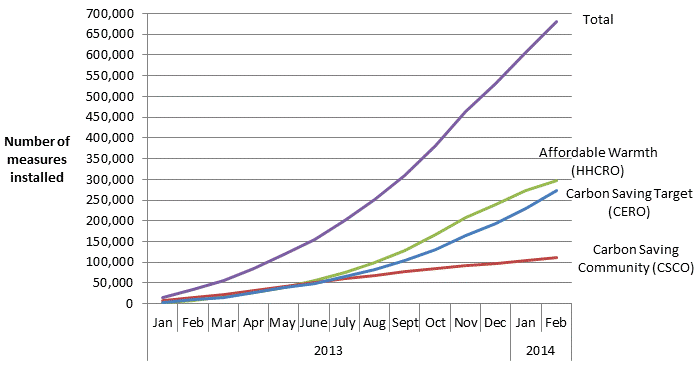 700,000
650,000
600,000
550,000
500,000
450,000
400,000
350,000
300,000
250,000
200,000
150,000
100,000
50,000
0
Number of
measures
installed
Total
Affordable Warmth
(HHCRO)
Carbon Saving Target
(CERO)
Carbon Saving
Community (CSCO)
Jan Feb Mar Apr May June July Aug Sept Oct Nov Dec Jan Feb
2013 2014